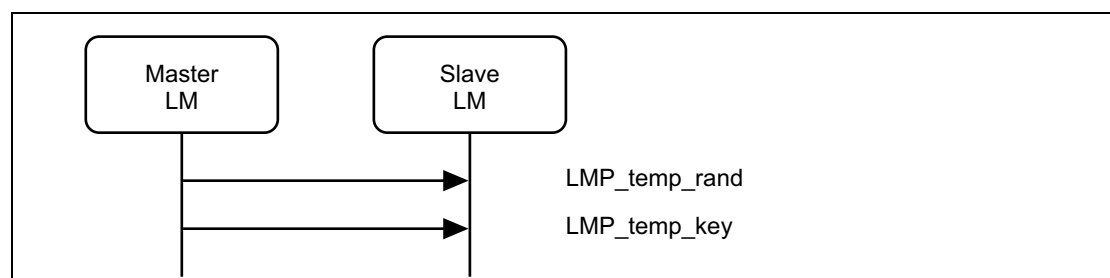 Master
LM
Slave
LM
LMP_temp_rand
LMP_temp_key